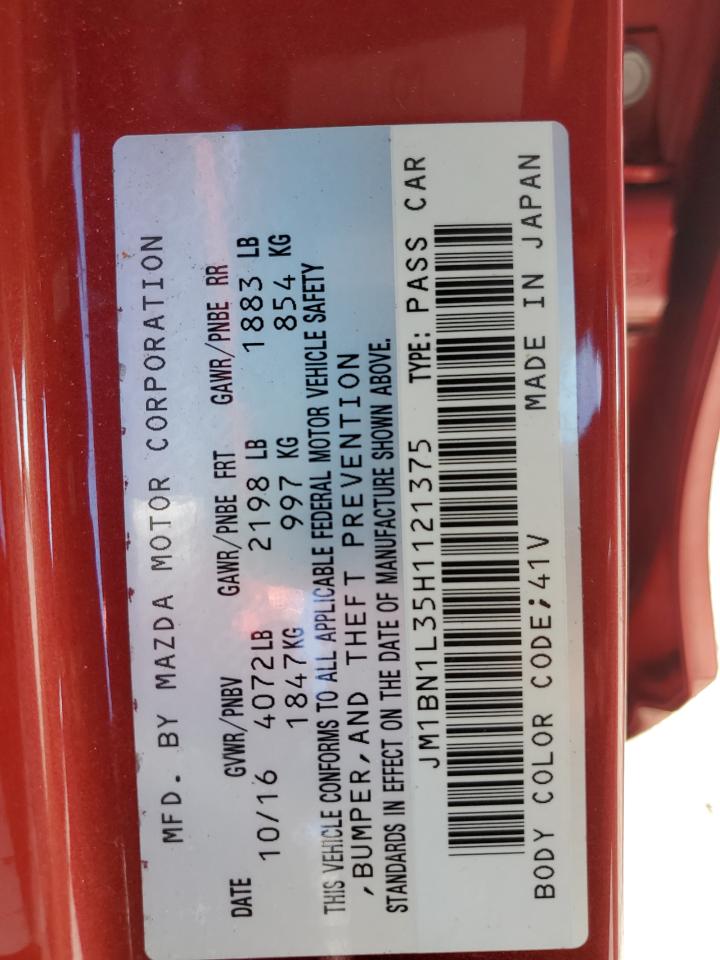 MFD. BY MAZDA MOTOR CORPORATION
DATE GVWR/PNBV GAWR/PNBE FRT GAWR/PNBE RR
10/16 4072LB 2198 LB 1883 LB
1847KG 997 KG 854 KG
THIS VEHICLE CONFORMS TO ALL APPLICABLE FEDERAL MOTOR VEHICLE SAFETY
,BUMPER,AND THEFT PREVENTION
STANDARDS IN EFFECT ON THE DATE OF MANUFACTURE SHOWN ABOVE.
JM1BN1L35H1121375 TYPE: PASS CAR
BODY COLOR CODE;41V MADE IN JAPAN